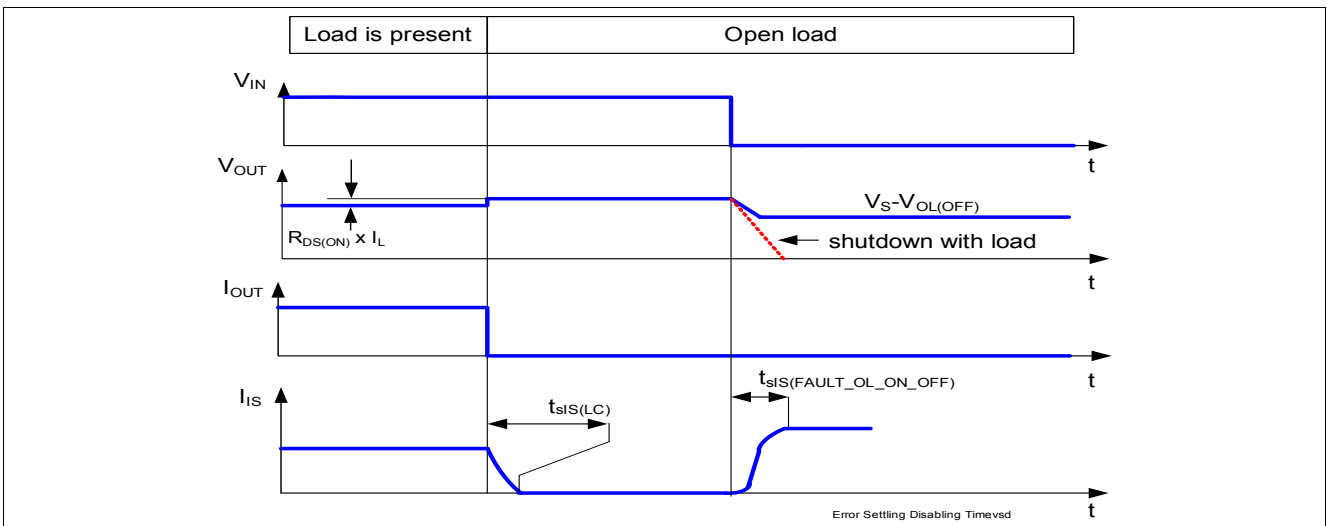 Load is present
Open load
VIN
t
VOUT
VS-VOL(OFF)
RDS(ON) x IL
shutdown with load
t
IOUT
t
tsIS(FAULT_OL_ON_OFF)
IIS
tsIS(LC)
t
Error Settling Disabling Timevsd